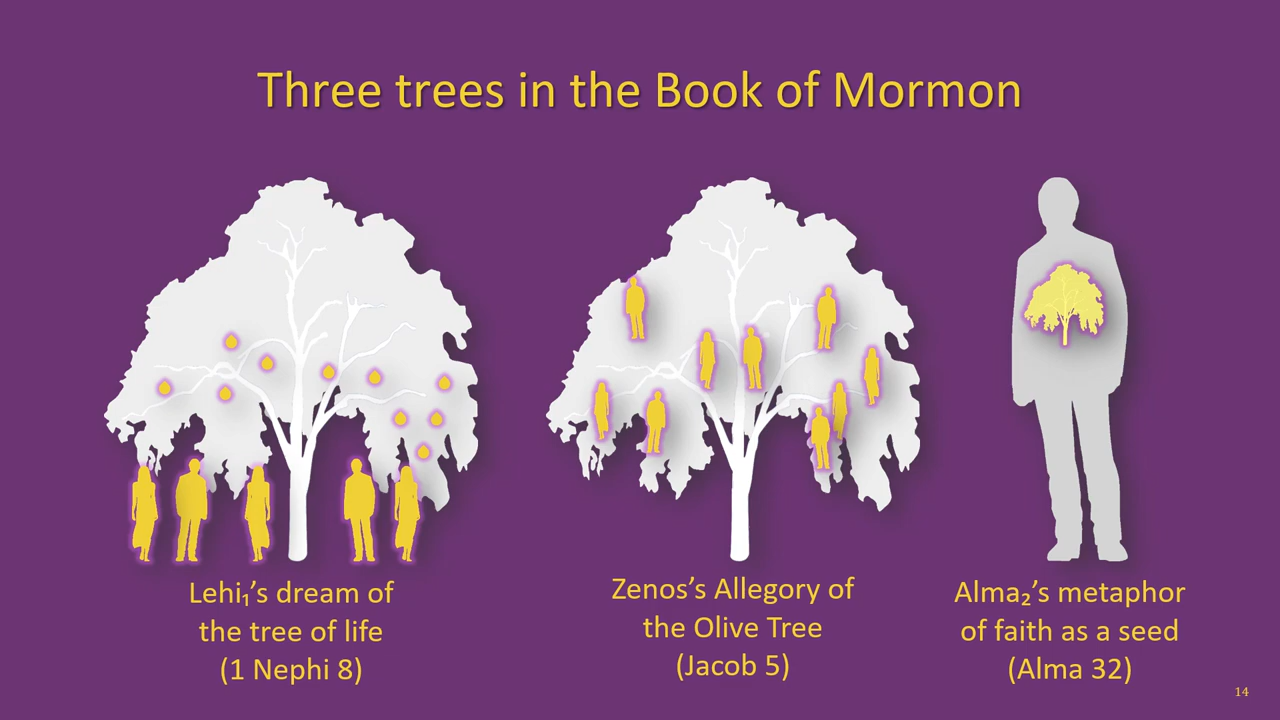 Three trees in the Book of Mormon
Lehi₁’s dream of
the tree of life
(1 Nephi 8)
Zenos’s Allegory of
the Olive Tree
(Jacob 5)
Alma₂’s metaphor
of faith as a seed
(Alma 32)
14